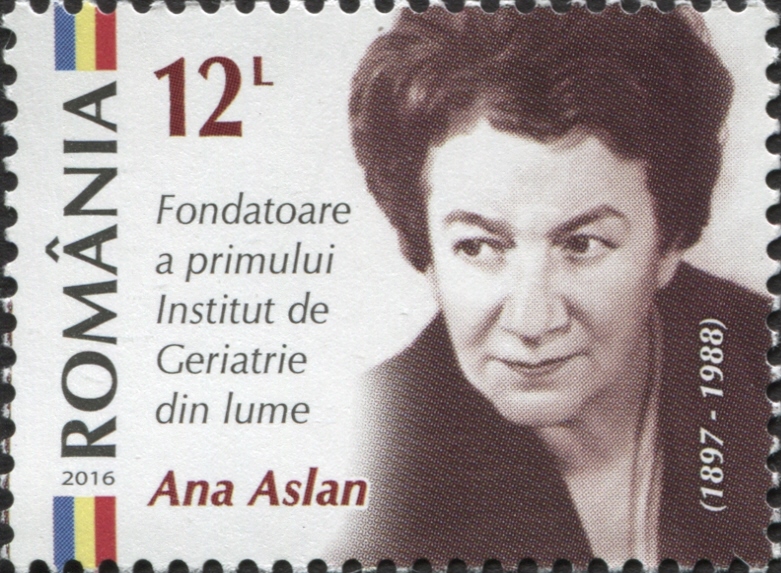 12L
ROMÂNIA
2016
Fondatoare
a primului
Institut de
Geriatrie
din lume
Ana Aslan
(1897 - 1988)